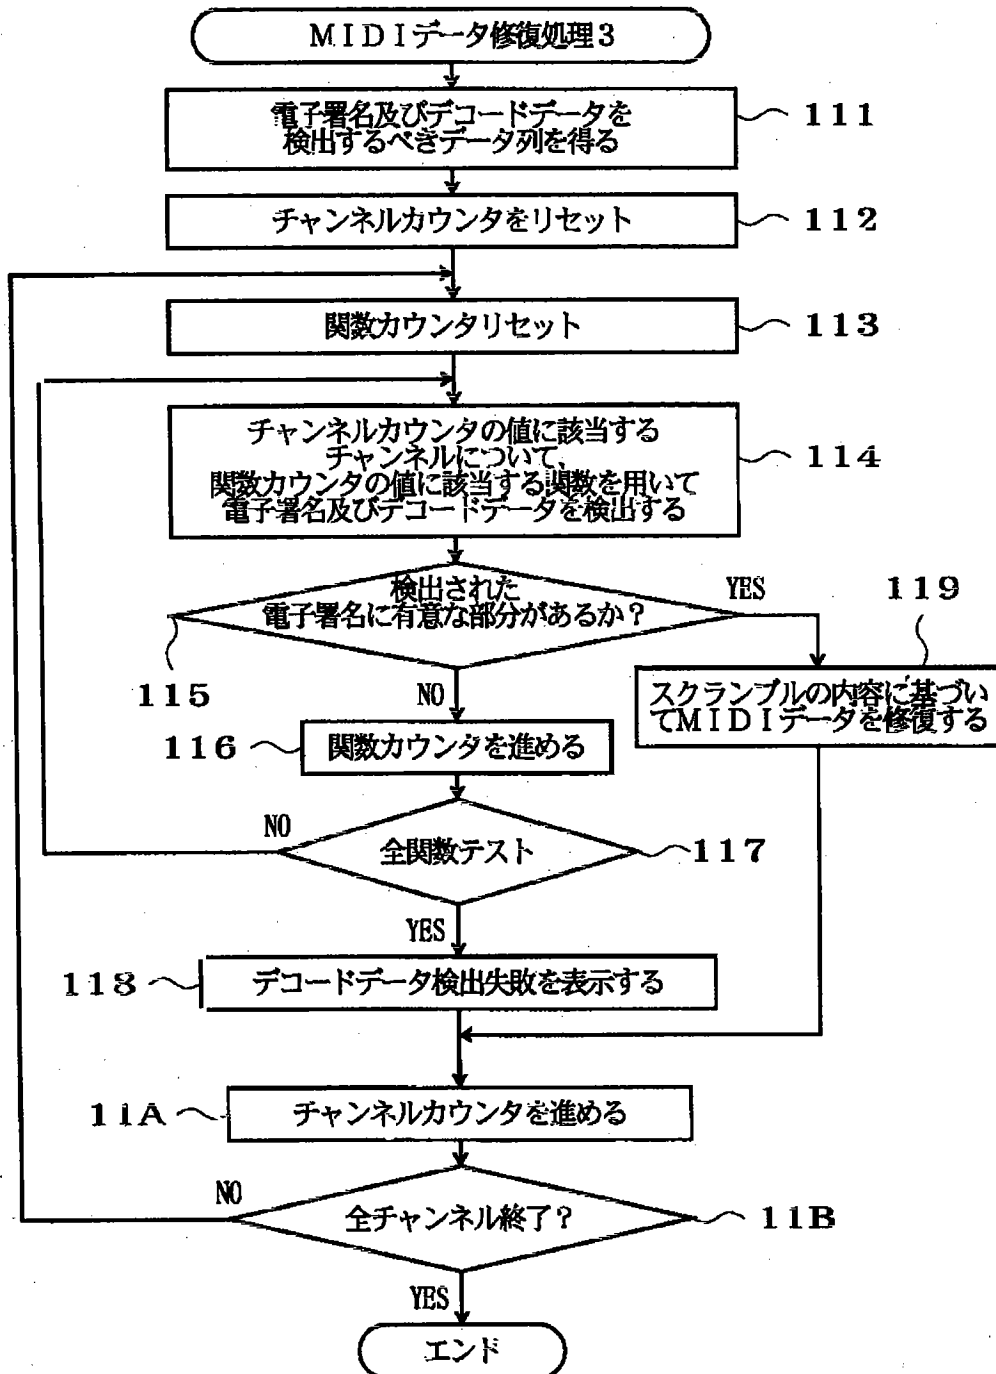 MIDIデータ修復処理3
電子署名及びデコードデータを
検出するべきデータ列を得る
111
チャンネルカウンタをリセット
112
関数カウンタリセット
113
チャンネルカウンタの値に該当する
チャンネルについて、
関数カウンタの値に該当する関数を用いて
電子署名及びデコードデータを検出する
114
検出された
電子署名に有意な部分があるか?
115
YES
119
NO
スクランブルの内容に基づい
てMIDIデータを修復する
116
関数カウンタを進める
NO
全関数テスト
117
YES
118
デコードデータ検出失敗を表示する
11A
チャンネルカウンタを進める
NO
全チャンネル終了?
11B
YES
エンド